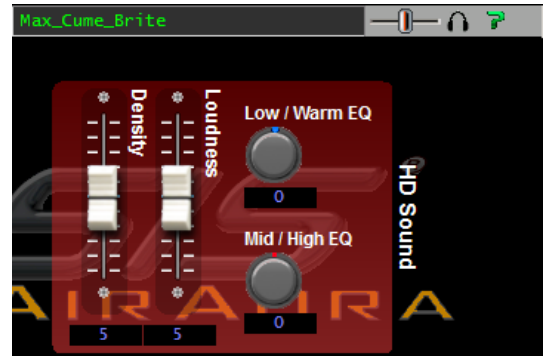 Max_Cume_Brite
Density
Loudness
Low / Warm EQ
0
Mid / High EQ
0
HD Sound
AIRAURA
5
5